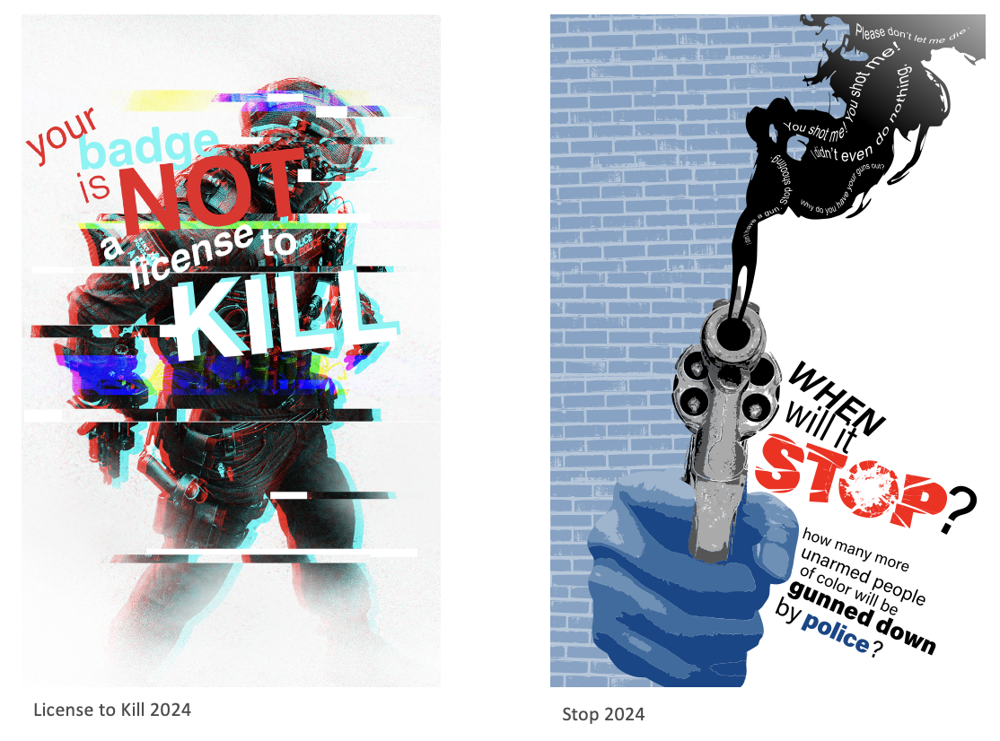 your
badge
is NOT
a license to
KILL
POLICE
License to Kill 2024
Please don't let me die.
You shot me! You shot me!
I didn't even do nothing.
why do you have your guns out?
I don't have a gun. Stop shooting
WHEN
will it
STOP?
how many more
unarmed people
of color will be
gunned down
by police?
Stop 2024